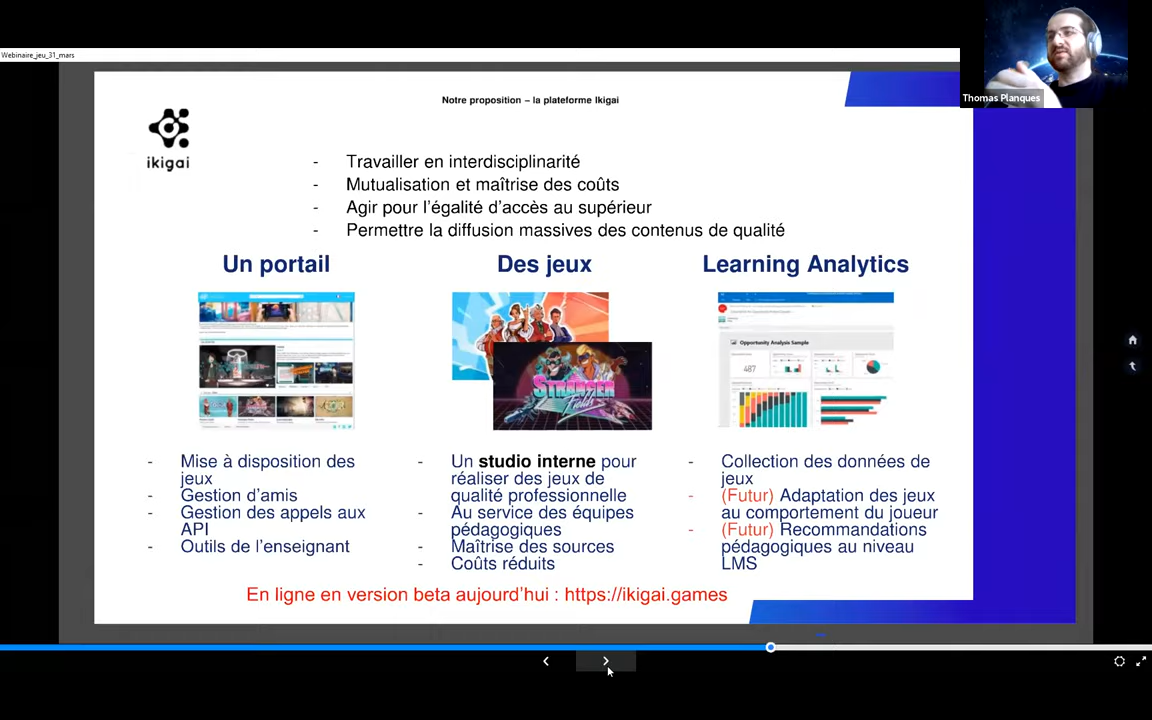 Webinaire_jeu_31_mars
Thomas Planques
Notre proposition – la plateforme Ikigai
ikigai
- Travailler en interdisciplinarité
- Mutualisation et maîtrise des coûts
- Agir pour l'égalité d'accès au supérieur
- Permettre la diffusion massives des contenus de qualité
Un portail
Des jeux
Learning Analytics
STRANGER
Fields
Opportunity Analysis Sample
487
- Mise à disposition des
jeux
- Gestion d'amis
- Gestion des appels aux
API
- Outils de l'enseignant
- Un studio interne pour
réaliser des jeux de
qualité professionnelle
- Au service des équipes
pédagogiques
- Maîtrise des sources
- Coûts réduits
- Collection des données de
jeux
- (Futur) Adaptation des jeux
au comportement du joueur
- (Futur) Recommandations
pédagogiques au niveau
LMS
En ligne en version beta aujourd'hui : https://ikigai.games